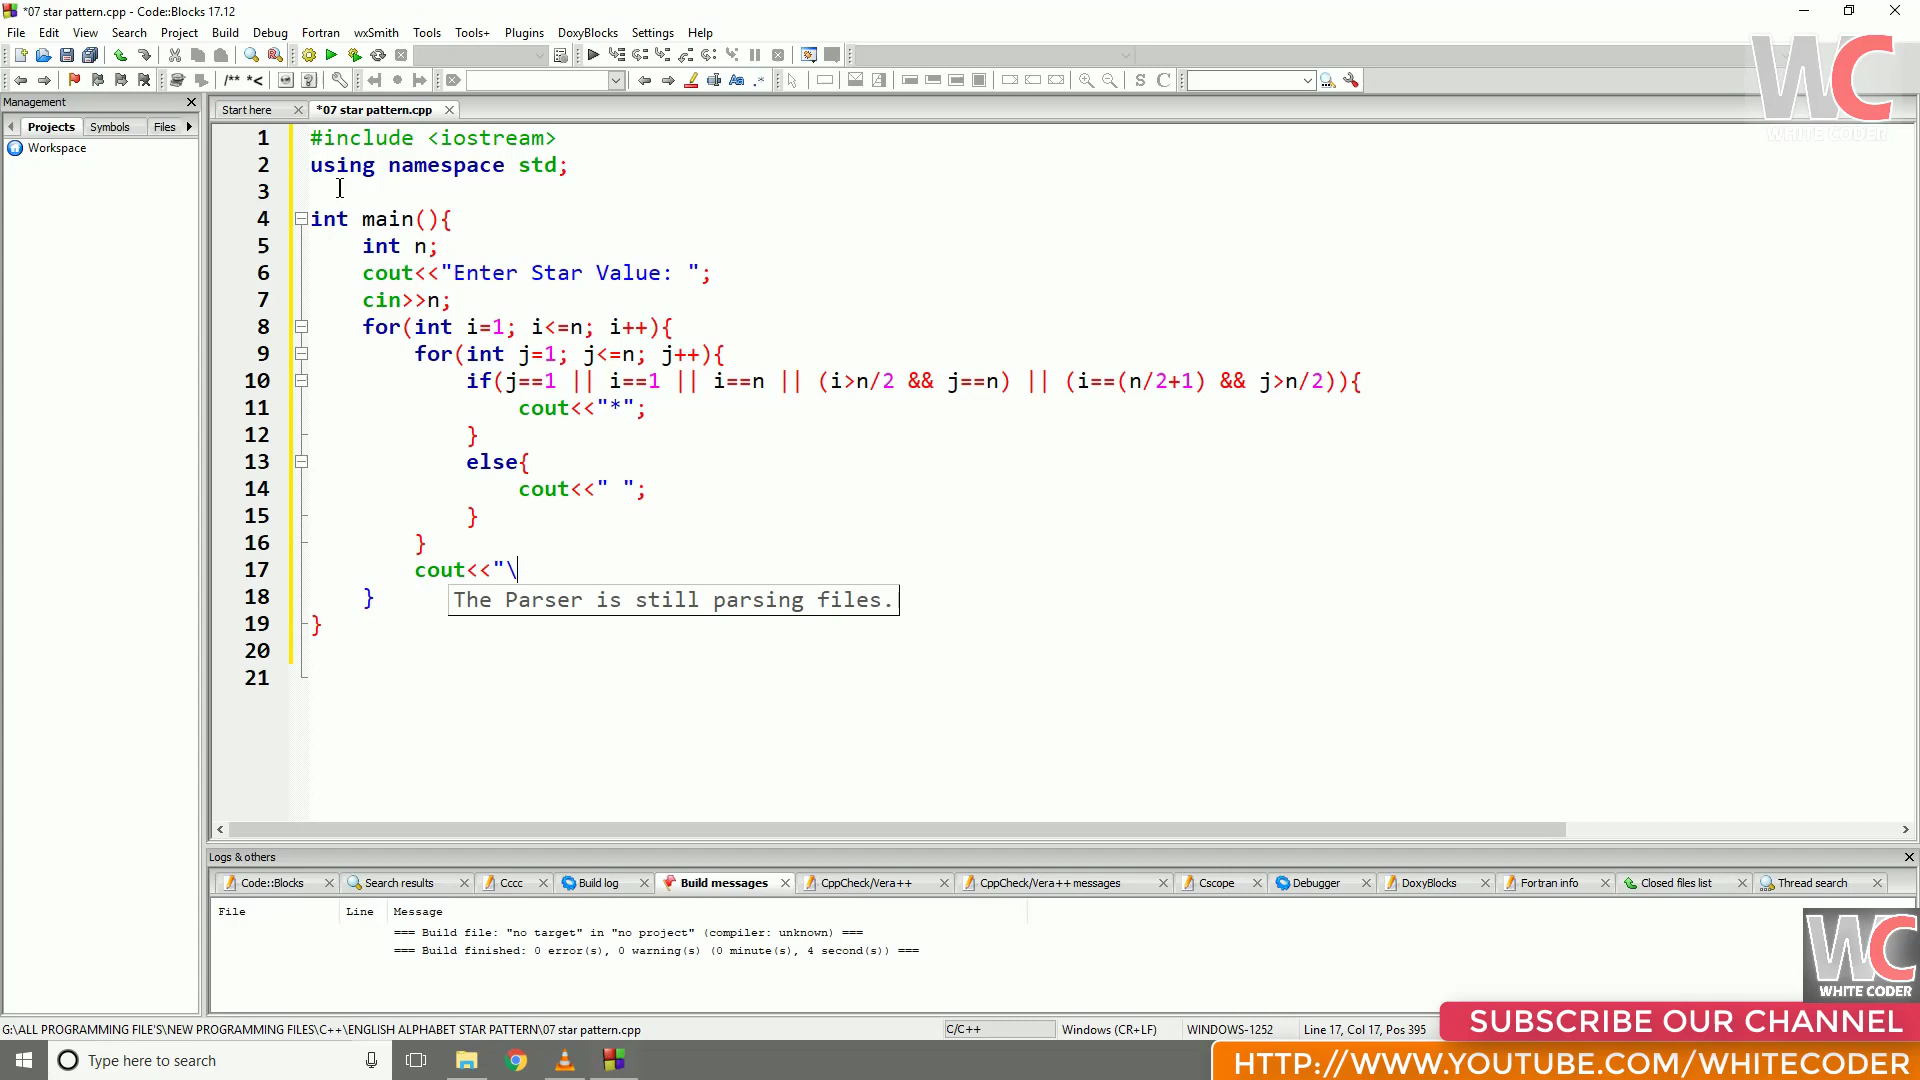 *07 star pattern.cpp - Code::Blocks 17.12
File Edit View Search Project Build Debug Fortran wxSmith Tools Tools+ Plugins DoxyBlocks Settings Help
/** *<
S C
WC
WHITE CODER
Management
Projects Symbols Files
Workspace
Start here *07 star pattern.cpp
1 #include <iostream>
2 using namespace std;
3
4 int main(){
5 int n;
6 cout<<"Enter Star Value: ";
7 cin>>n;
8 for(int i=1; i<=n; i++){
9 for(int j=1; j<=n; j++){
10 if(j==1 || i==1 || i==n || (i>n/2 && j==n) || (i==(n/2+1) && j>n/2)){
11 cout<<"*";
12 }
13 else{
14 cout<<" ";
15 }
16 }
17 cout<<"\
18 }
The Parser is still parsing files.
19 }
20
21
Logs & others
Code::Blocks Search results Cccc Build log Build messages CppCheck/Vera++ CppCheck/Vera++ messages Cscope Debugger DoxyBlocks Fortran info Closed files list Thread search
File Line Message
=== Build file: "no target" in "no project" (compiler: unknown) ===
=== Build finished: 0 error(s), 0 warning(s) (0 minute(s), 4 second(s)) ===
WC
WHITE CODER
G:\ALL PROGRAMMING FILE'S\NEW PROGRAMMING FILES\C++\ENGLISH ALPHABET STAR PATTERN\07 star pattern.cpp C/C++ Windows (CR+LF) WINDOWS-1252 Line 17, Col 17, Pos 395
SUBSCRIBE OUR CHANNEL
Type here to search
HTTP://WWW.YOUTUBE.COM/WHITECODER